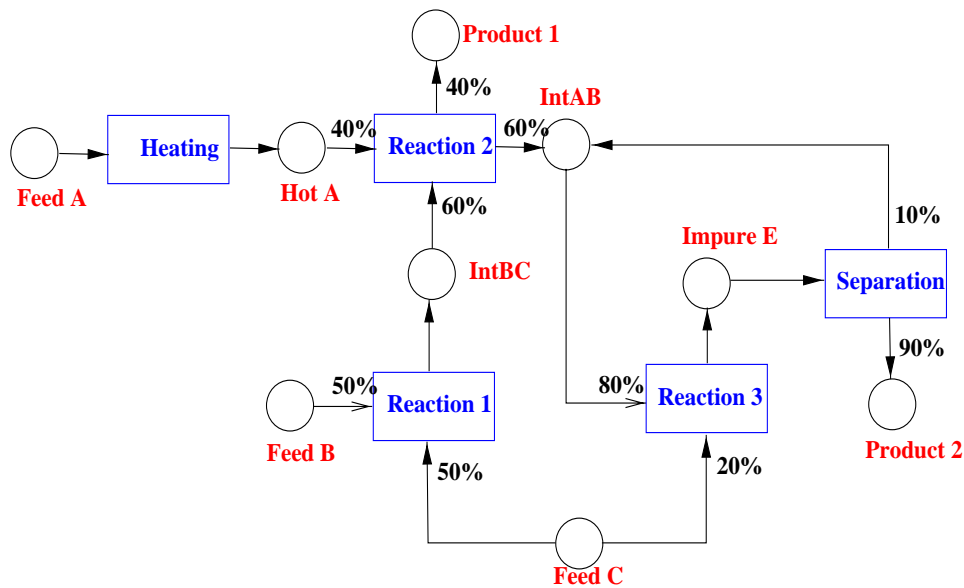 Product 1
40%
IntAB
Heating
40%
Reaction 2
60%
Feed A
Hot A
60%
10%
IntBC
Impure E
Separation
90%
50%
Reaction 1
80%
Reaction 3
Feed B
Product 2
50%
20%
Feed C